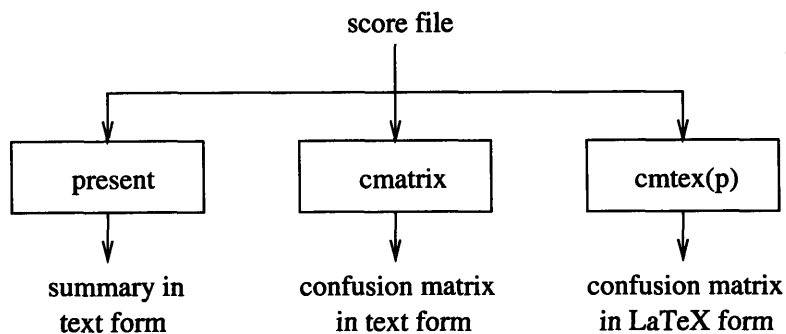 score file
present
cmatrix
cmtex(p)
summary in
text form
confusion matrix
in text form
confusion matrix
in LaTeX form